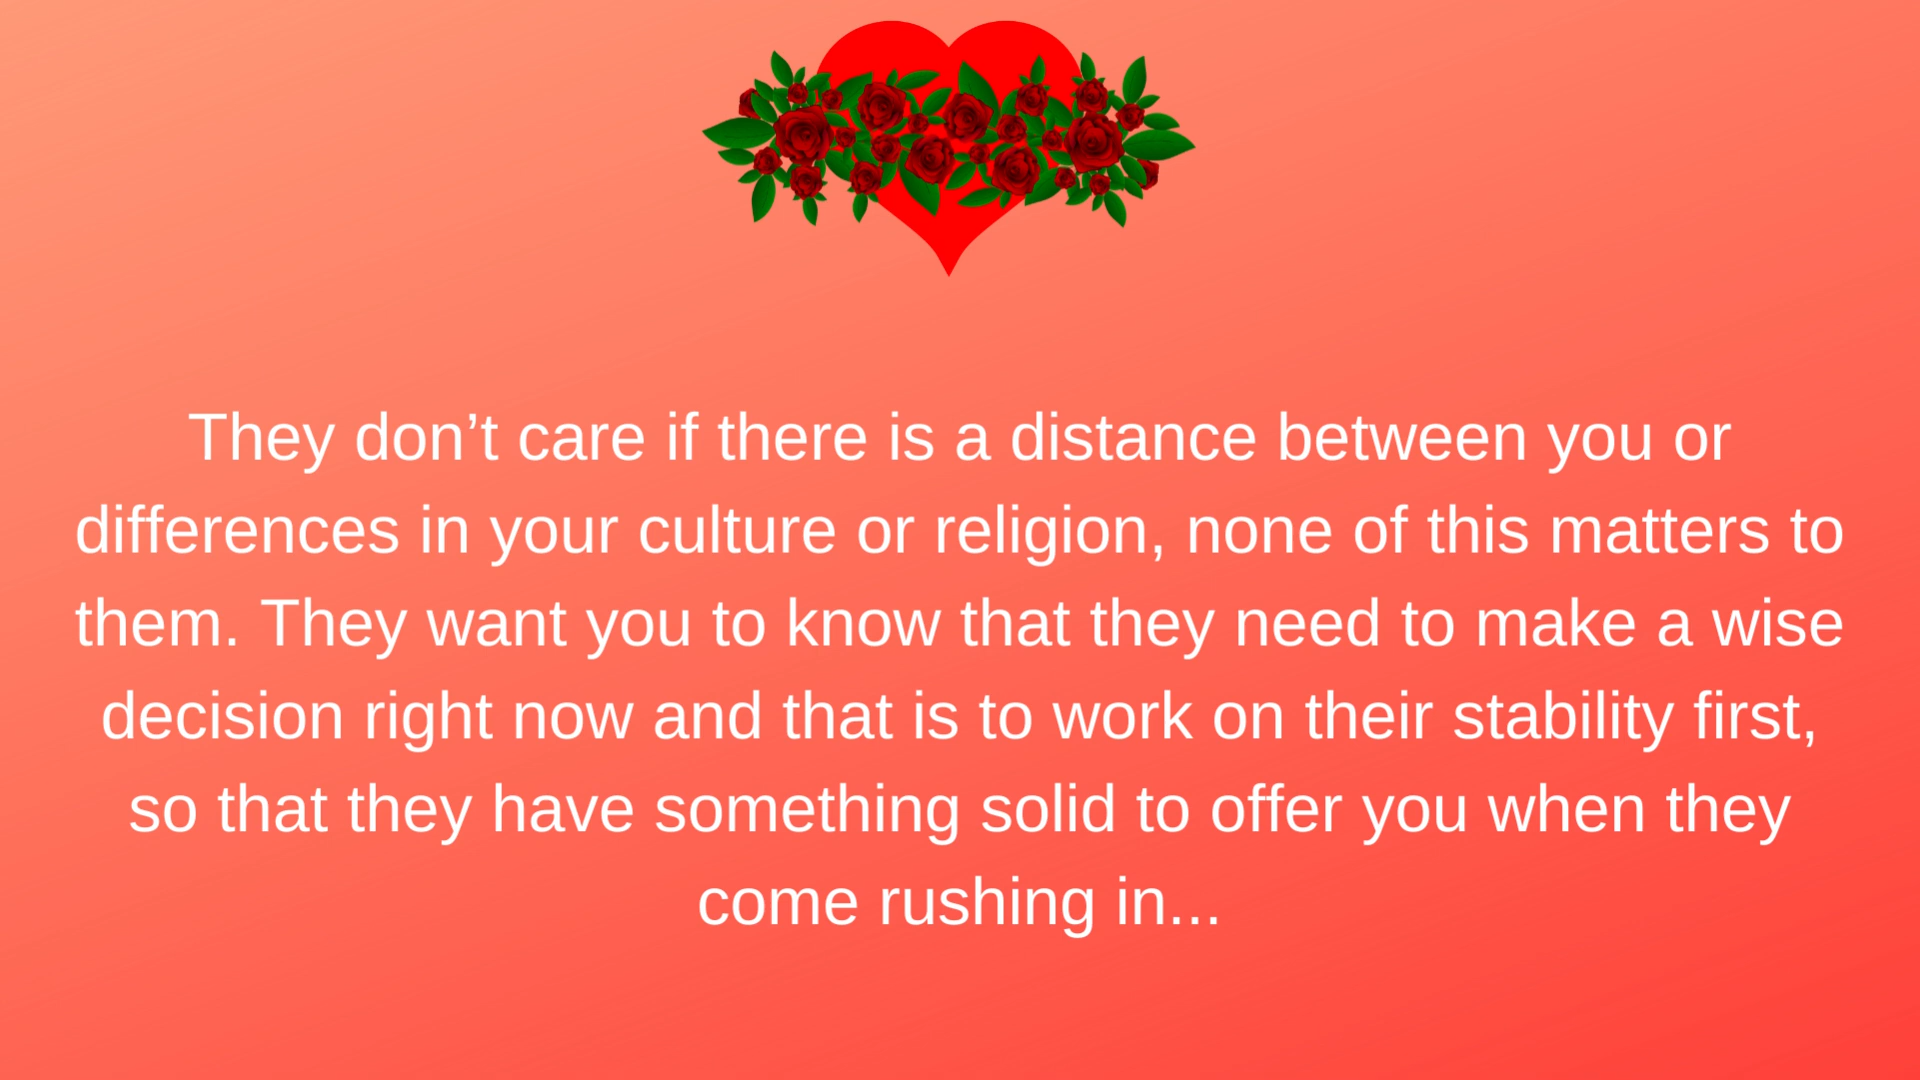 They don’t care if there is a distance between you or
differences in your culture or religion, none of this matters to
them. They want you to know that they need to make a wise
decision right now and that is to work on their stability first,
so that they have something solid to offer you when they
come rushing in...